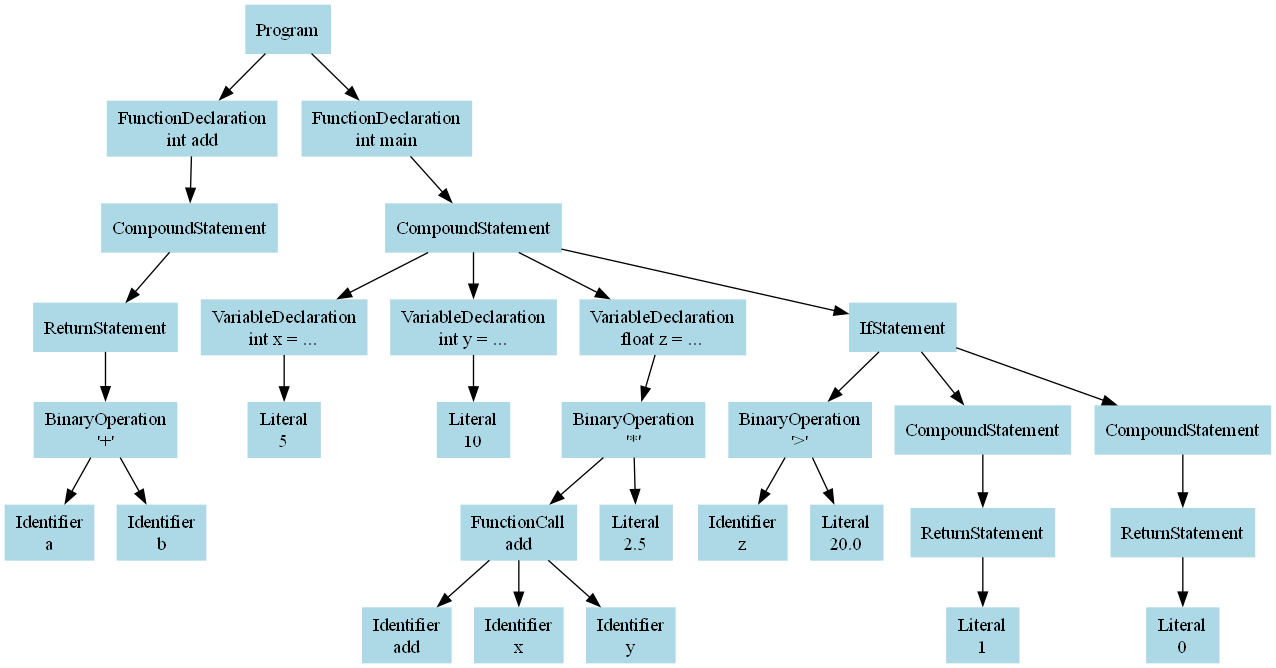 Program
FunctionDeclaration
int add
FunctionDeclaration
int main
CompoundStatement
CompoundStatement
ReturnStatement
VariableDeclaration
int x = ...
VariableDeclaration
int y = ...
VariableDeclaration
float z = ...
IfStatement
BinaryOperation
'+'
Literal
5
Literal
10
BinaryOperation
'*'
BinaryOperation
'>'
CompoundStatement
CompoundStatement
Identifier
a
Identifier
b
FunctionCall
add
Literal
2.5
Identifier
z
Literal
20.0
ReturnStatement
ReturnStatement
Identifier
add
Identifier
x
Identifier
y
Literal
1
Literal
0